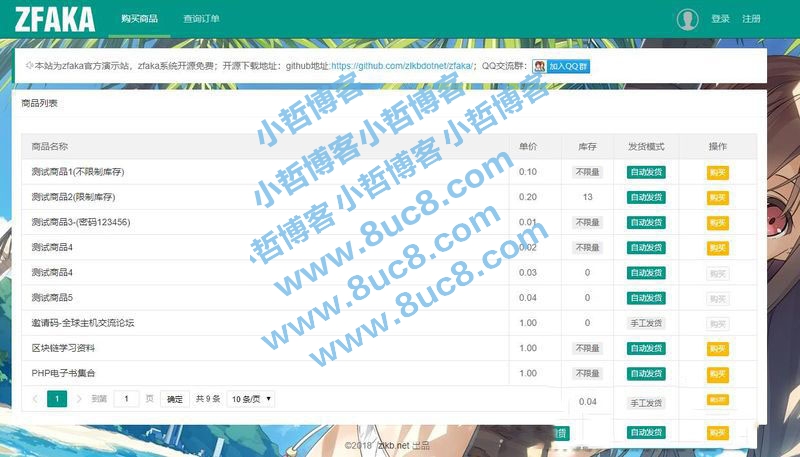 ZFAKA 购买商品 查询订单 登录 注册
本站为zfaka官方演示站，zfaka系统开源免费；开源下载地址：github地址:https://github.com/zlkbdotnet/zfaka/；QQ交流群： 加入QQ群
商品列表
商品名称 单价 库存 发货模式 操作
测试商品1(不限制库存) 0.10 不限量 自动发货 购买
测试商品2(限制库存) 0.20 13 自动发货 购买
测试商品3-(密码123456) 0.01 不限量 自动发货 购买
测试商品4 0.02 不限量 自动发货 购买
测试商品4 0.03 0 自动发货 购买
测试商品5 0.04 0 自动发货 购买
邀请码-全球主机交流论坛 1.00 0 手工发货 购买
区块链学习资料 1.00 不限量 自动发货 购买
PHP电子书集合 1.00 不限量 自动发货 购买
1 到第 1 页 确定 共 9 条 10 条/页
0.04 手工发货
自动发货 购买
©2018 zlkb.net 出品
小哲博客
小哲博客小哲博客
小哲博客 小哲博客
小哲博客
www.8uc8.com
www.8uc8.com
www.8uc8.com
www.8uc8.com